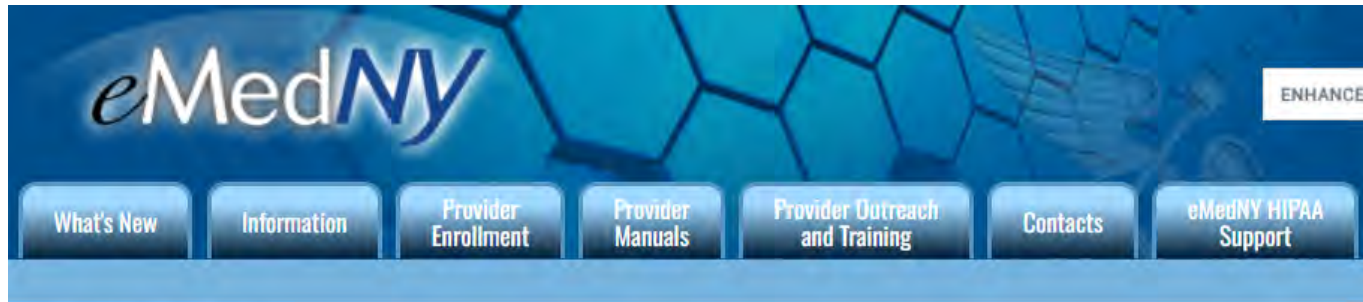 eMedNY
ENHANCE
What's New
Information
Provider
Enrollment
Provider
Manuals
Provider Outreach
and Training
Contacts
eMedNY HIPAA
Support